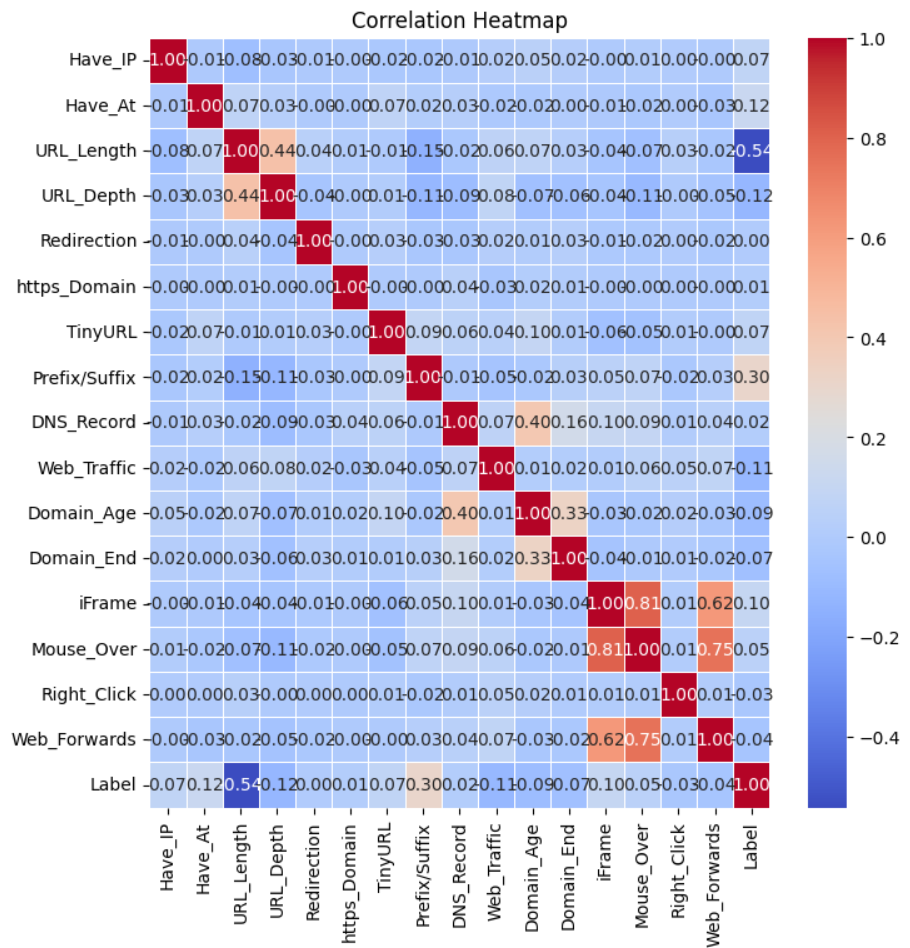 Correlation Heatmap
Have_IP 1.00 -0.01 -0.08 -0.03 -0.01 -0.00 -0.02 -0.02 -0.01 0.02 0.05 0.02 -0.00 -0.01 0.00 -0.00 0.07
Have_At -0.01 1.00 0.07 0.03 -0.00 -0.00 0.07 0.02 0.03 -0.02 -0.02 0.00 -0.01 -0.02 0.00 -0.03 0.12
URL_Length -0.08 0.07 1.00 0.44 0.04 0.01 -0.01 -0.15 -0.02 0.06 0.07 0.03 -0.04 -0.07 0.03 -0.02 -0.54
URL_Depth -0.03 0.03 0.44 1.00 -0.04 -0.00 0.01 -0.11 -0.09 0.08 -0.07 -0.06 -0.04 -0.11 -0.00 -0.05 -0.12
Redirection -0.01 -0.00 0.04 -0.04 1.00 -0.00 0.03 -0.03 -0.03 0.02 0.01 0.03 -0.01 -0.02 0.00 -0.02 0.00
https_Domain -0.00 -0.00 0.01 -0.00 -0.00 1.00 -0.00 -0.00 0.04 -0.03 0.02 0.01 -0.00 -0.00 0.00 0.00 0.01
TinyURL -0.02 0.07 -0.01 0.01 0.03 -0.00 1.00 0.09 0.06 0.04 0.10 0.01 -0.06 -0.05 0.01 -0.00 0.07
Prefix/Suffix -0.02 0.02 -0.15 -0.11 -0.03 -0.00 0.09 1.00 -0.01 -0.05 -0.02 0.03 0.05 0.07 -0.02 0.03 0.30
DNS_Record -0.01 0.03 -0.02 -0.09 -0.03 0.04 0.06 -0.01 1.00 0.07 0.40 0.16 0.10 0.09 0.01 0.04 0.02
Web_Traffic 0.02 -0.02 0.06 0.08 0.02 -0.03 0.04 -0.05 0.07 1.00 0.01 0.02 0.01 0.06 0.05 0.07 -0.11
Domain_Age 0.05 -0.02 0.07 -0.07 0.01 0.02 0.10 -0.02 0.40 0.01 1.00 0.33 -0.03 -0.02 0.02 -0.03 -0.09
Domain_End 0.02 0.00 0.03 -0.06 0.03 0.01 0.01 0.03 0.16 0.02 0.33 1.00 -0.04 -0.01 0.01 -0.02 -0.07
iFrame -0.00 -0.01 -0.04 -0.04 -0.01 -0.00 -0.06 0.05 0.10 0.01 -0.03 -0.04 1.00 0.81 0.01 0.62 0.10
Mouse_Over -0.01 -0.02 -0.07 -0.11 -0.02 -0.00 -0.05 0.07 0.09 0.06 -0.02 -0.01 0.81 1.00 0.01 0.75 0.05
Right_Click 0.00 0.00 0.03 -0.00 0.00 0.00 0.01 -0.02 0.01 0.05 0.02 0.01 0.01 0.01 1.00 0.01 -0.03
Web_Forwards -0.00 -0.03 -0.02 -0.05 -0.02 0.00 -0.00 0.03 0.04 0.07 -0.03 -0.02 0.62 0.75 0.01 1.00 -0.04
Label 0.07 0.12 -0.54 -0.12 0.00 0.01 0.07 0.30 0.02 -0.11 -0.09 -0.07 0.10 0.05 -0.03 -0.04 1.00
Have_IP
Have_At
URL_Length
URL_Depth
Redirection
https_Domain
TinyURL
Prefix/Suffix
DNS_Record
Web_Traffic
Domain_Age
Domain_End
iFrame
Mouse_Over
Right_Click
Web_Forwards
Label
1.0
0.8
0.6
0.4
0.2
0.0
−0.2
−0.4